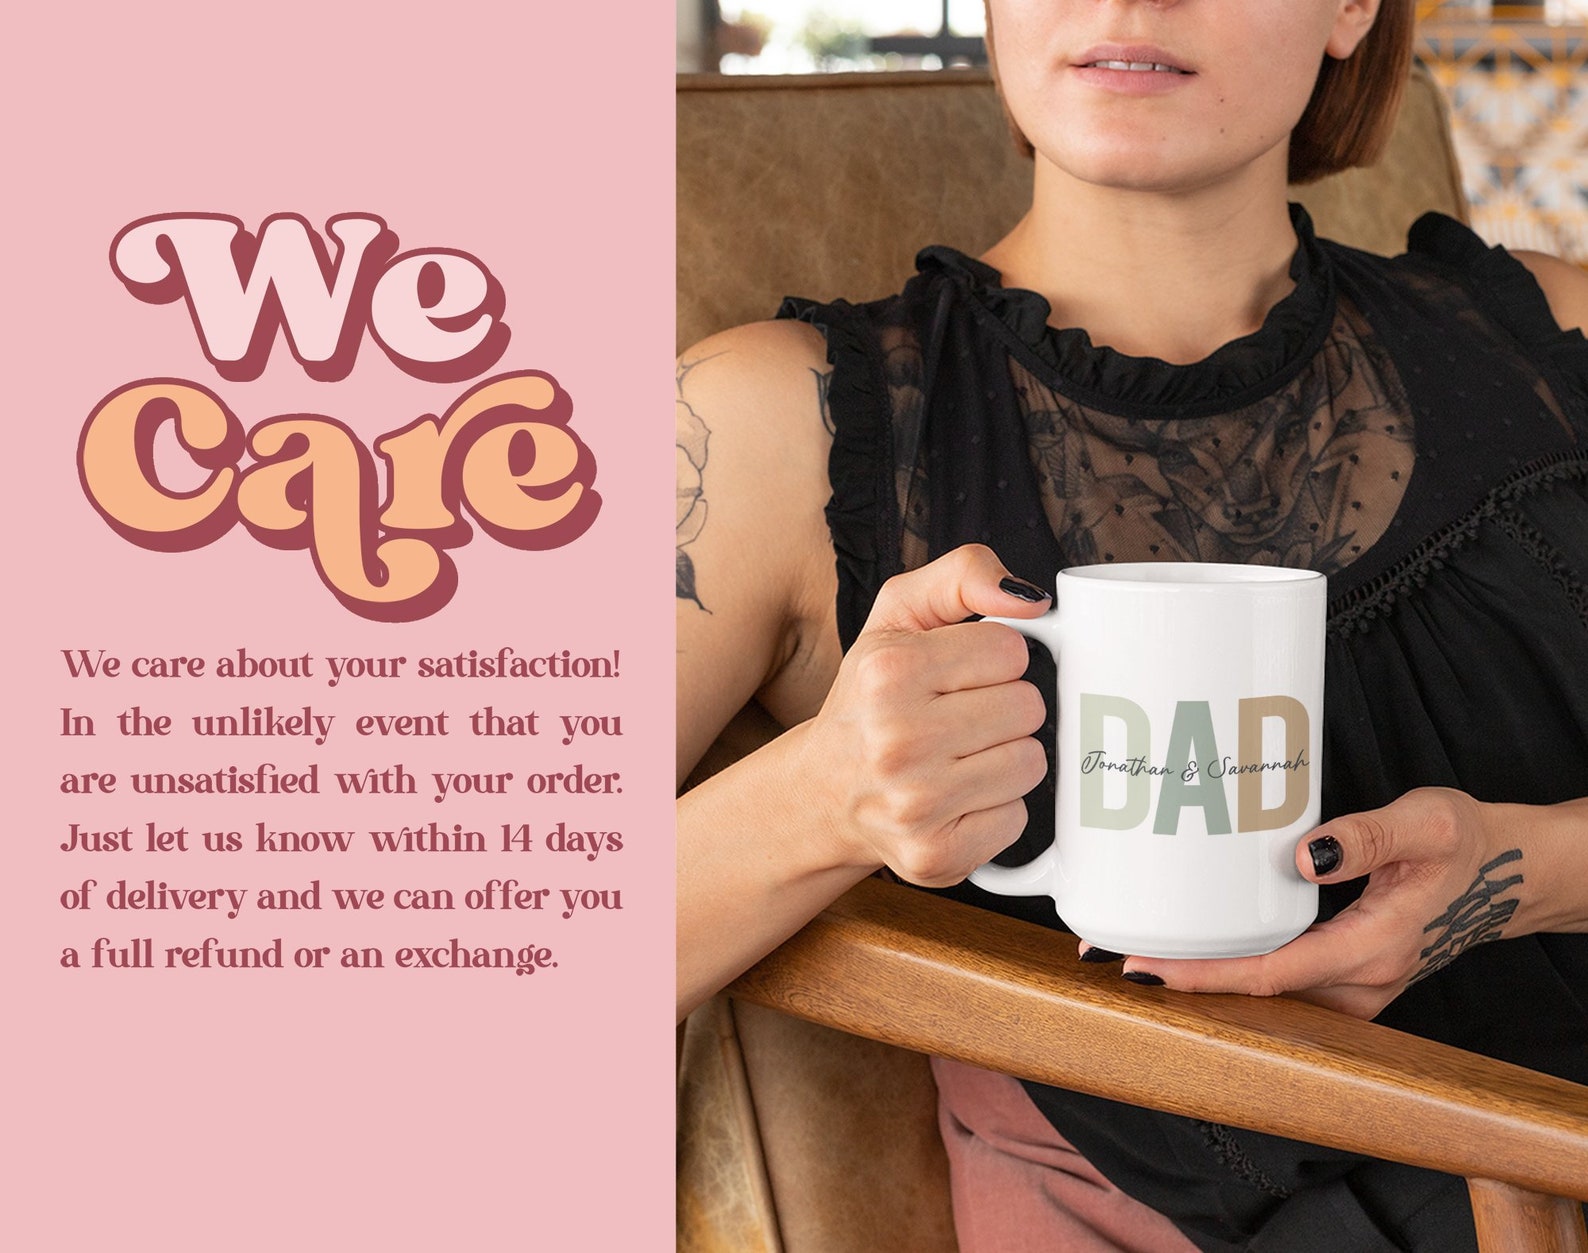 We
Care
We care about your satisfaction!
In the unlikely event that you
are unsatisfied with your order.
Just let us know within 14 days
of delivery and we can offer you
a full refund or an exchange.
DAD
Jonathan & Savannah